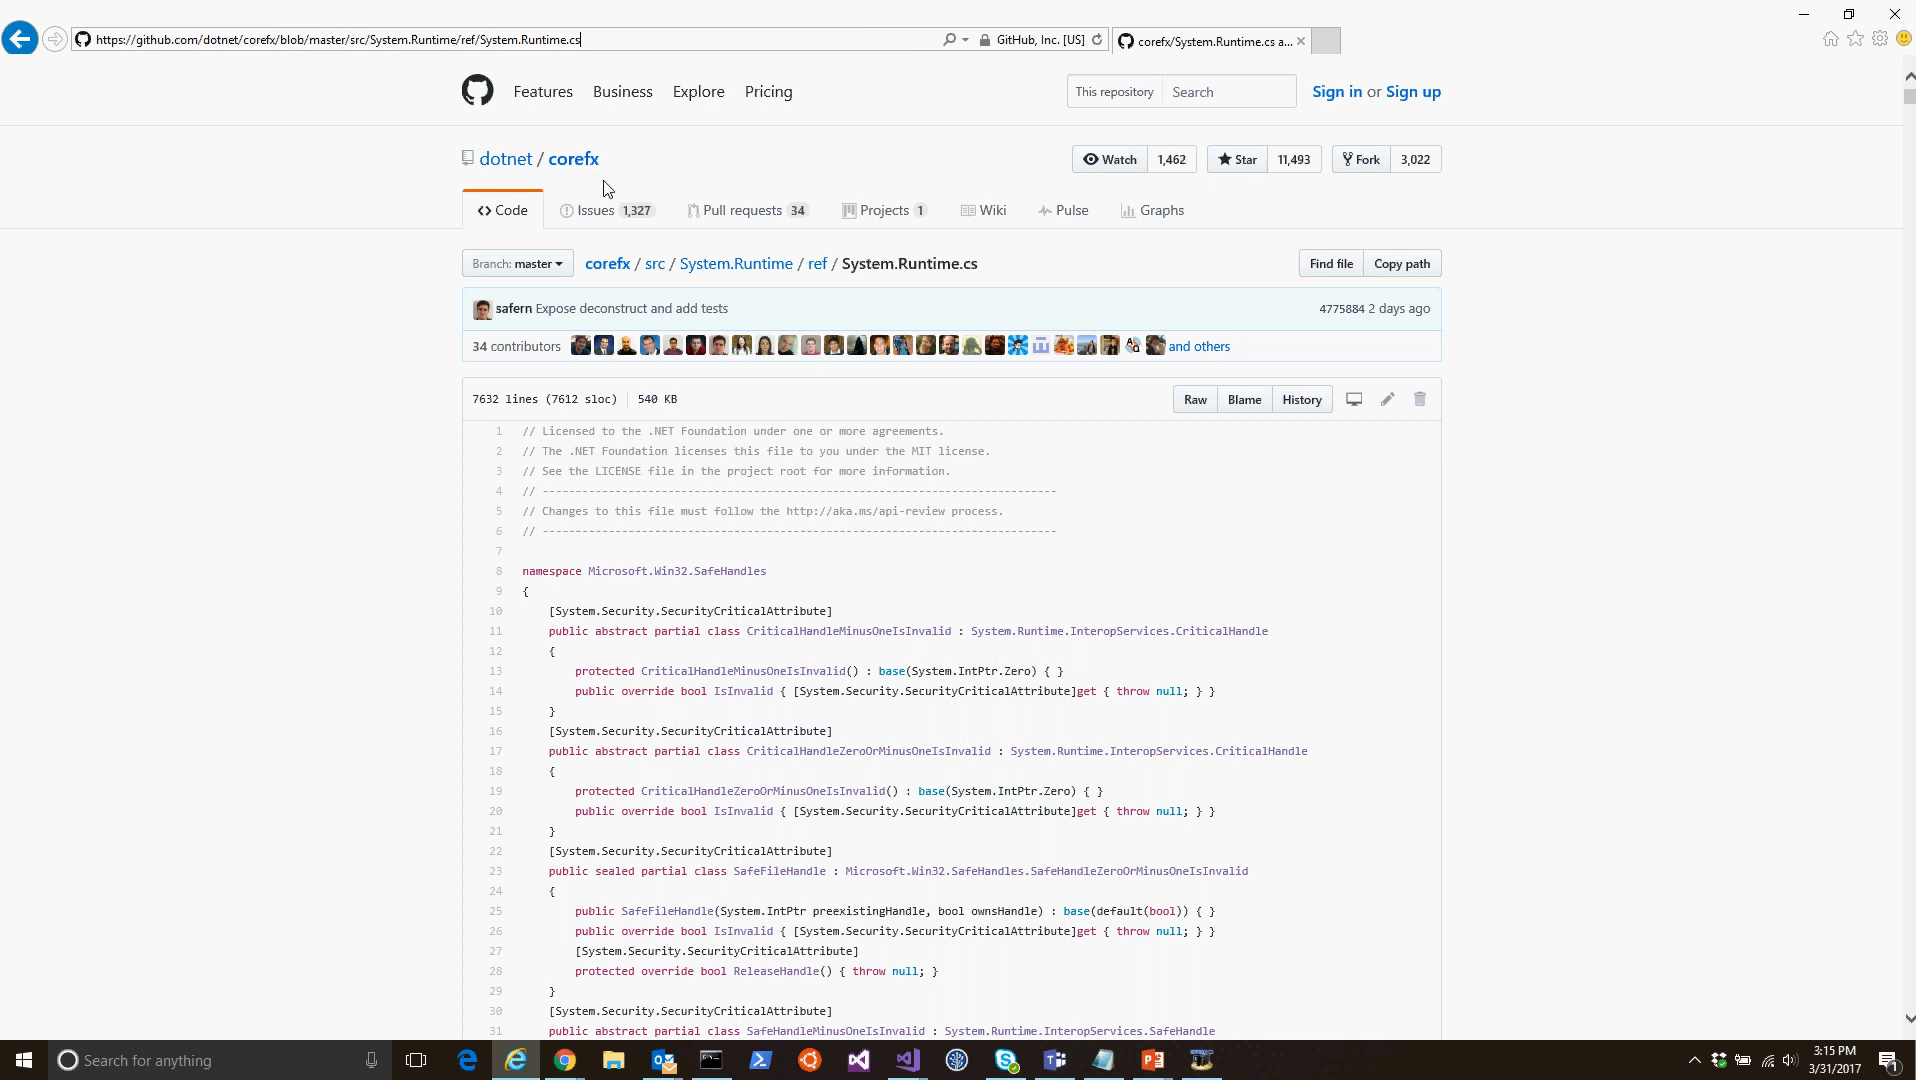 https://github.com/dotnet/corefx/blob/master/src/System.Runtime/ref/System.Runtime.cs
GitHub, Inc. [US]
corefx/System.Runtime.cs a...
Features Business Explore Pricing
This repository Search
Sign in or Sign up
dotnet / corefx
Watch 1,462
Star 11,493
Fork 3,022
Code
Issues 1,327
Pull requests 34
Projects 1
Wiki
Pulse
Graphs
Branch: master
corefx / src / System.Runtime / ref / System.Runtime.cs
Find file Copy path
safern Expose deconstruct and add tests
4775884 2 days ago
34 contributors
and others
7632 lines (7612 sloc) 540 KB
Raw Blame History
1 // Licensed to the .NET Foundation under one or more agreements.
2 // The .NET Foundation licenses this file to you under the MIT license.
3 // See the LICENSE file in the project root for more information.
4 // ------------------------------------------------------------------------------
5 // Changes to this file must follow the http://aka.ms/api-review process.
6 // ------------------------------------------------------------------------------
7
8 namespace Microsoft.Win32.SafeHandles
9 {
10 [System.Security.SecurityCriticalAttribute]
11 public abstract partial class CriticalHandleMinusOneIsInvalid : System.Runtime.InteropServices.CriticalHandle
12 {
13 protected CriticalHandleMinusOneIsInvalid() : base(System.IntPtr.Zero) { }
14 public override bool IsInvalid { [System.Security.SecurityCriticalAttribute]get { throw null; } }
15 }
16 [System.Security.SecurityCriticalAttribute]
17 public abstract partial class CriticalHandleZeroOrMinusOneIsInvalid : System.Runtime.InteropServices.CriticalHandle
18 {
19 protected CriticalHandleZeroOrMinusOneIsInvalid() : base(System.IntPtr.Zero) { }
20 public override bool IsInvalid { [System.Security.SecurityCriticalAttribute]get { throw null; } }
21 }
22 [System.Security.SecurityCriticalAttribute]
23 public sealed partial class SafeFileHandle : Microsoft.Win32.SafeHandles.SafeHandleZeroOrMinusOneIsInvalid
24 {
25 public SafeFileHandle(System.IntPtr preexistingHandle, bool ownsHandle) : base(default(bool)) { }
26 public override bool IsInvalid { [System.Security.SecurityCriticalAttribute]get { throw null; } }
27 [System.Security.SecurityCriticalAttribute]
28 protected override bool ReleaseHandle() { throw null; }
29 }
30 [System.Security.SecurityCriticalAttribute]
31 public abstract partial class SafeHandleMinusOneIsInvalid : System.Runtime.InteropServices.SafeHandle
Search for anything
3:15 PM
3/31/2017
1